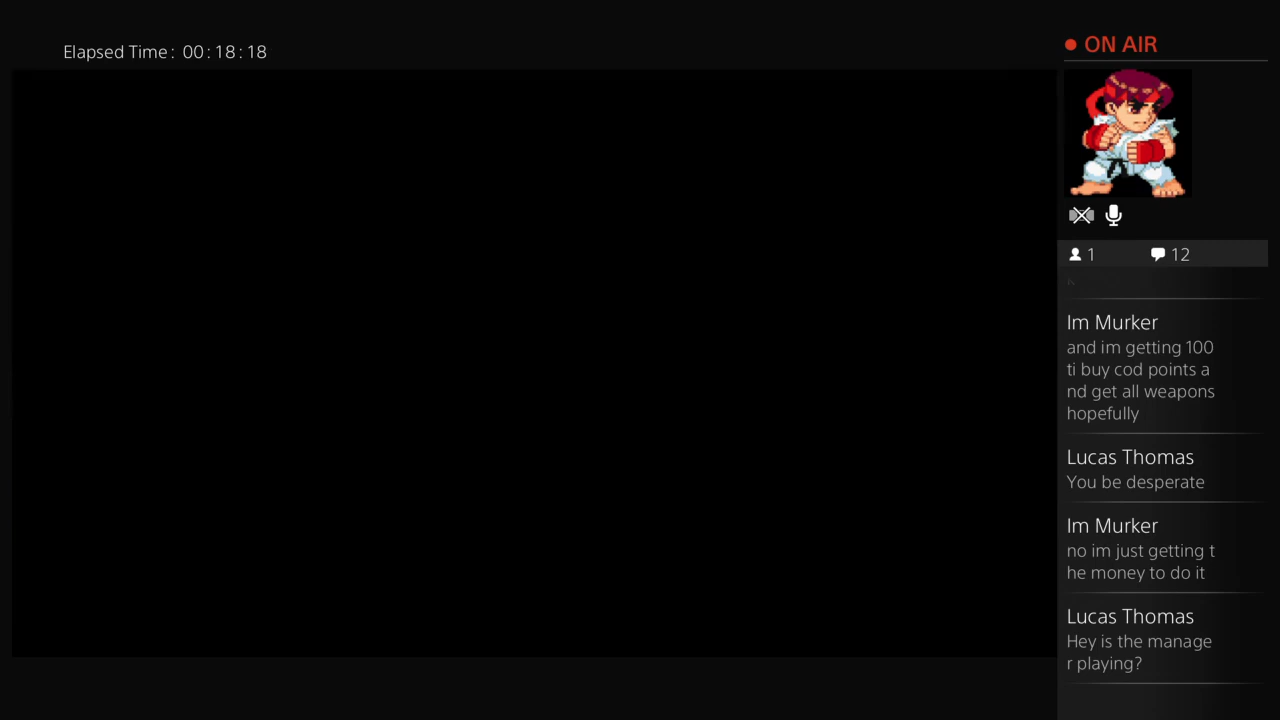 Elapsed Time: 00:18:18
ON AIR
1
12
Im Murker
and im getting 100
ti buy cod points a
nd get all weapons
hopefully
Lucas Thomas
You be desperate
Im Murker
no im just getting t
he money to do it
Lucas Thomas
Hey is the manage
r playing?